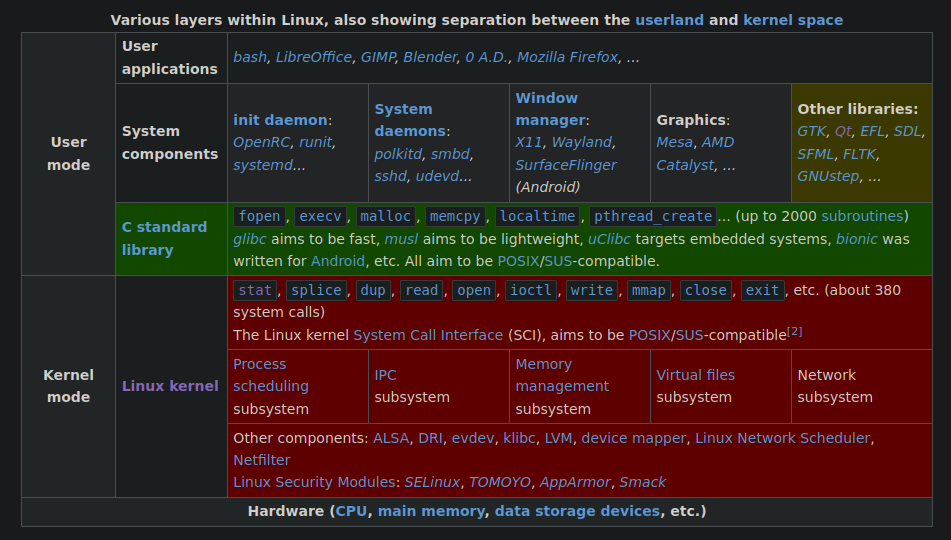 Various layers within Linux, also showing separation between the userland and kernel space
User mode
User applications
bash, LibreOffice, GIMP, Blender, 0 A.D., Mozilla Firefox, ...
System components
init daemon:
OpenRC, runit,
systemd...
System
daemons:
polkitd, smbd,
sshd, udevd...
Window
manager:
X11, Wayland,
SurfaceFlinger
(Android)
Graphics:
Mesa, AMD
Catalyst, ...
Other libraries:
GTK, Qt, EFL, SDL,
SFML, FLTK,
GNUstep, ...
C standard
library
fopen, execv, malloc, memcpy, localtime, pthread_create... (up to 2000 subroutines)
glibc aims to be fast, musl aims to be lightweight, uClibc targets embedded systems, bionic was
written for Android, etc. All aim to be POSIX/SUS-compatible.
Kernel
mode
Linux kernel
stat, splice, dup, read, open, ioctl, write, mmap, close, exit, etc. (about 380
system calls)
The Linux kernel System Call Interface (SCI), aims to be POSIX/SUS-compatible[2]
Process
scheduling
subsystem
IPC
subsystem
Memory
management
subsystem
Virtual files
subsystem
Network
subsystem
Other components: ALSA, DRI, evdev, klibc, LVM, device mapper, Linux Network Scheduler,
Netfilter
Linux Security Modules: SELinux, TOMOYO, AppArmor, Smack
Hardware (CPU, main memory, data storage devices, etc.)